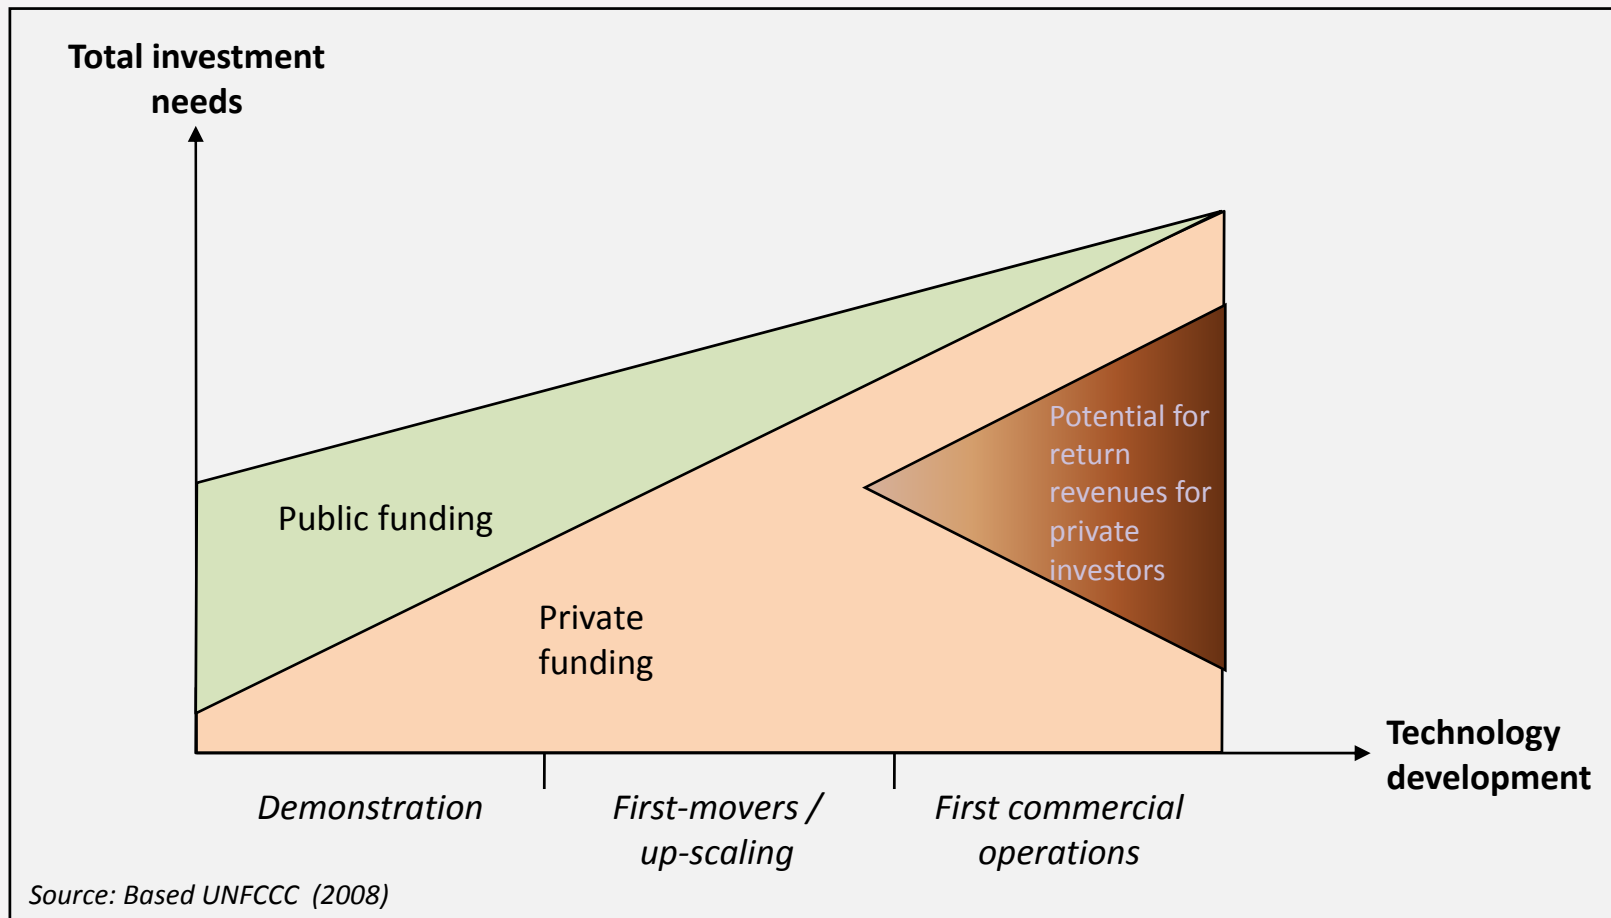 Total investment
needs
Public funding
Private
funding
Potential for
return
revenues for
private
investors
Technology
development
Demonstration
First-movers /
up-scaling
First commercial
operations
Source: Based UNFCCC (2008)